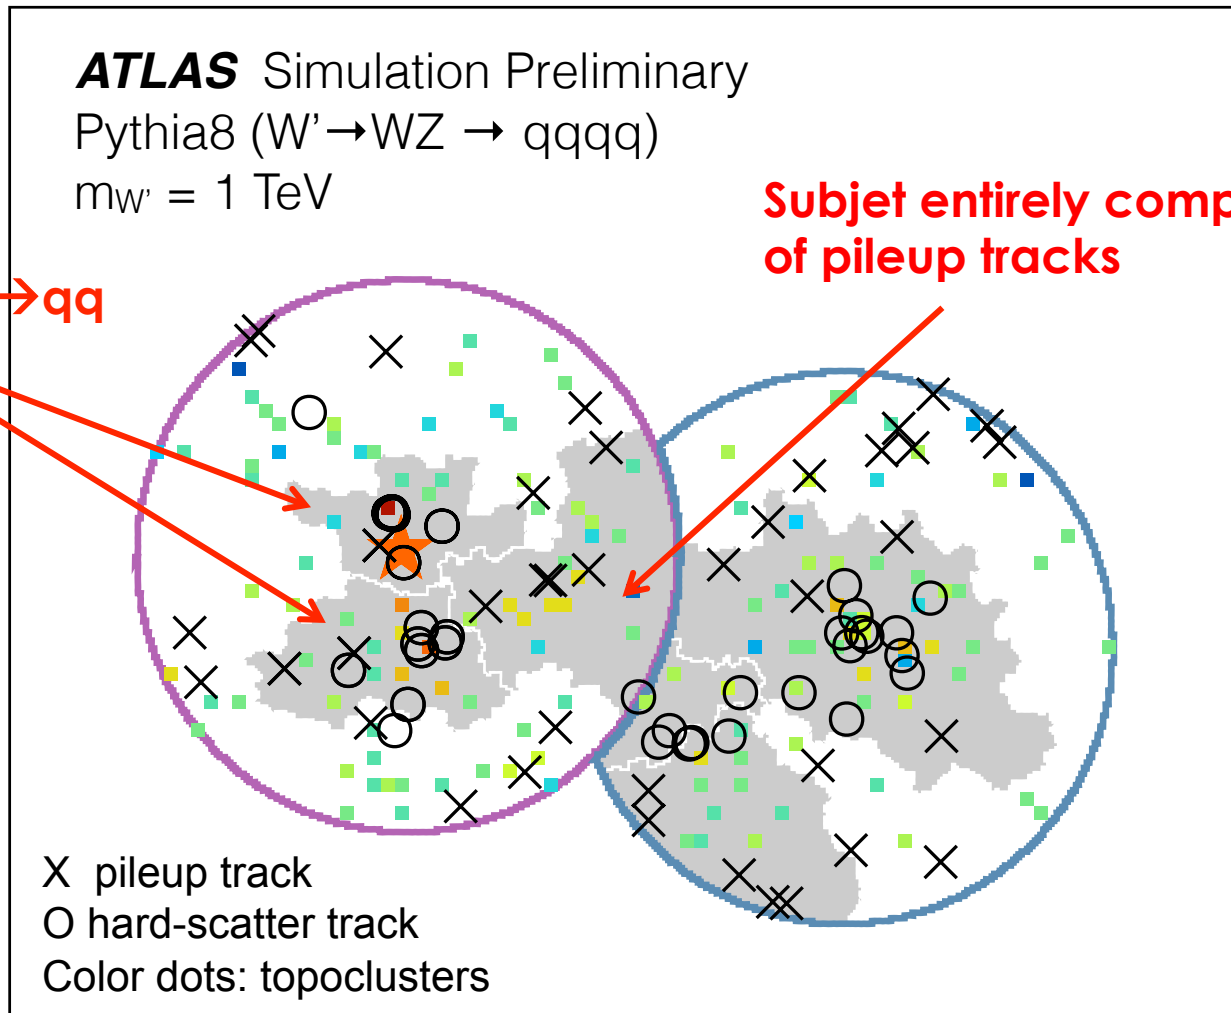 ATLAS Simulation Preliminary
Pythia8 (W'→WZ → qqqq)
mW' = 1 TeV
Subjet entirely comp
of pileup tracks
→qq
X pileup track
O hard-scatter track
Color dots: topoclusters